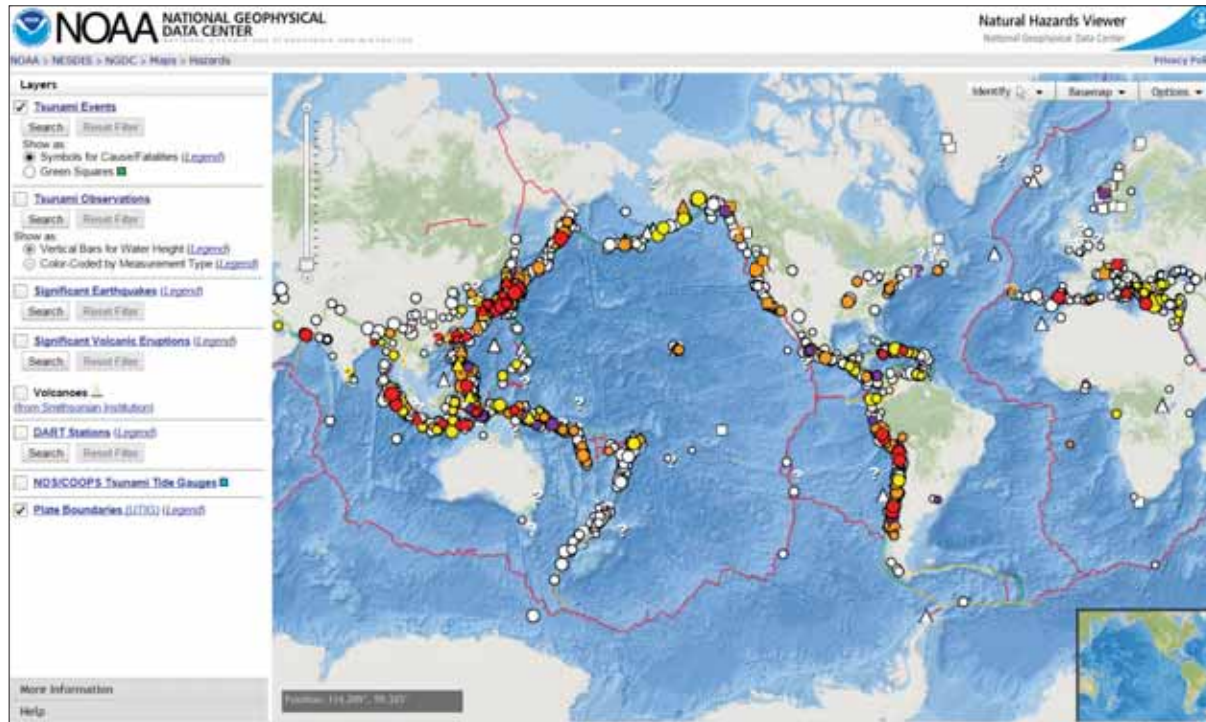 NOAA
NATIONAL GEOPHYSICAL
DATA CENTER
Natural Hazards Viewer
National Geophysical Data Center
NOAA > NESDIS > NGDC > Maps > Hazards
Privacy Poli
Layers
Tsunami Events
Search Reset Filter
Show as:
Symbols for Cause/Fatalities (Legend)
Green Squares
Tsunami Observations
Search Reset Filter
Show as:
Vertical Bars for Water Height (Legend)
Color-Coded by Measurement Type (Legend)
Significant Earthquakes (Legend)
Search Reset Filter
Significant Volcanic Eruptions (Legend)
Search Reset Filter
Volcanoes
(from Smithsonian Institution)
DART Stations (Legend)
Search Reset Filter
NOS/COOPS Tsunami Tide Gauges
Plate Boundaries (UTIG) (Legend)
More Information
Help
Identify Basemap Options